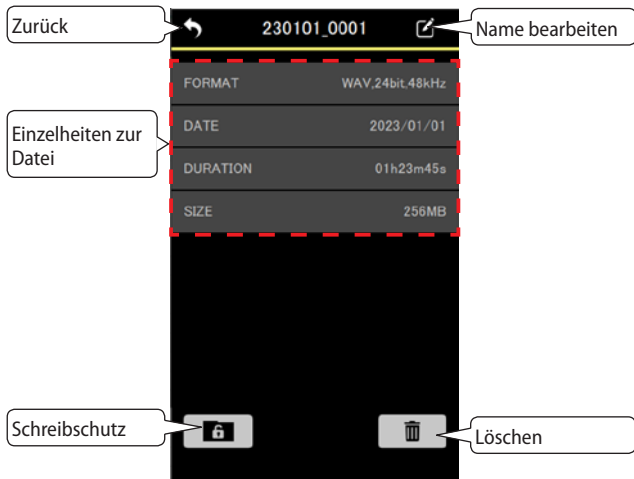 Zurück
230101_0001
Name bearbeiten
FORMAT WAV,24bit,48kHz
Einzelheiten zur
Datei
DATE 2023/01/01
DURATION 01h23m45s
SIZE 256MB
Schreibschutz
Löschen